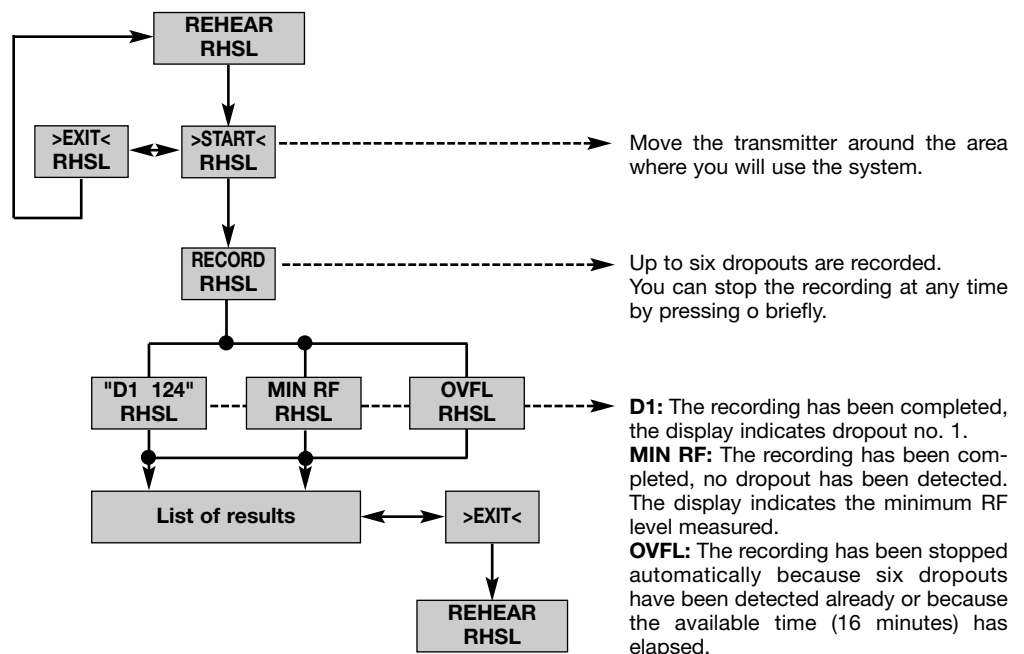 REHEAR
RHSL
>EXIT<
RHSL
>START<
RHSL
Move the transmitter around the area
where you will use the system.
RECORD
RHSL
Up to six dropouts are recorded.
You can stop the recording at any time
by pressing o briefly.
"D1 124"
RHSL
MIN RF
RHSL
OVFL
RHSL
D1: The recording has been completed,
the display indicates dropout no. 1.
MIN RF: The recording has been com-
pleted, no dropout has been detected.
The display indicates the minimum RF
level measured.
OVFL: The recording has been stopped
automatically because six dropouts
have been detected already or because
the available time (16 minutes) has
elapsed.
List of results
>EXIT<
REHEAR
RHSL